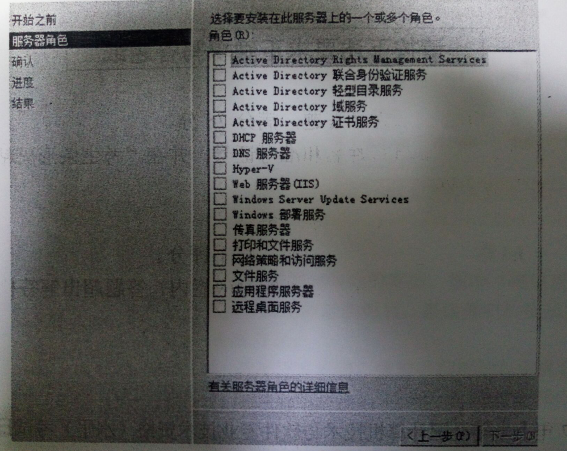 开始之前
服务器角色
确认
进度
结果
选择要安装在此服务器上的一个或多个角色。
角色(R):
Active Directory Rights Management Services
Active Directory 联合身份验证服务
Active Directory 轻型目录服务
Active Directory 域服务
Active Directory 证书服务
DHCP 服务器
DNS 服务器
Hyper-V
Web 服务器(IIS)
Windows Server Update Services
Windows 部署服务
传真服务器
打印和文件服务
网络策略和访问服务
文件服务
应用程序服务器
远程桌面服务
有关服务器角色的详细信息
<上一步(P)
下一步(N)